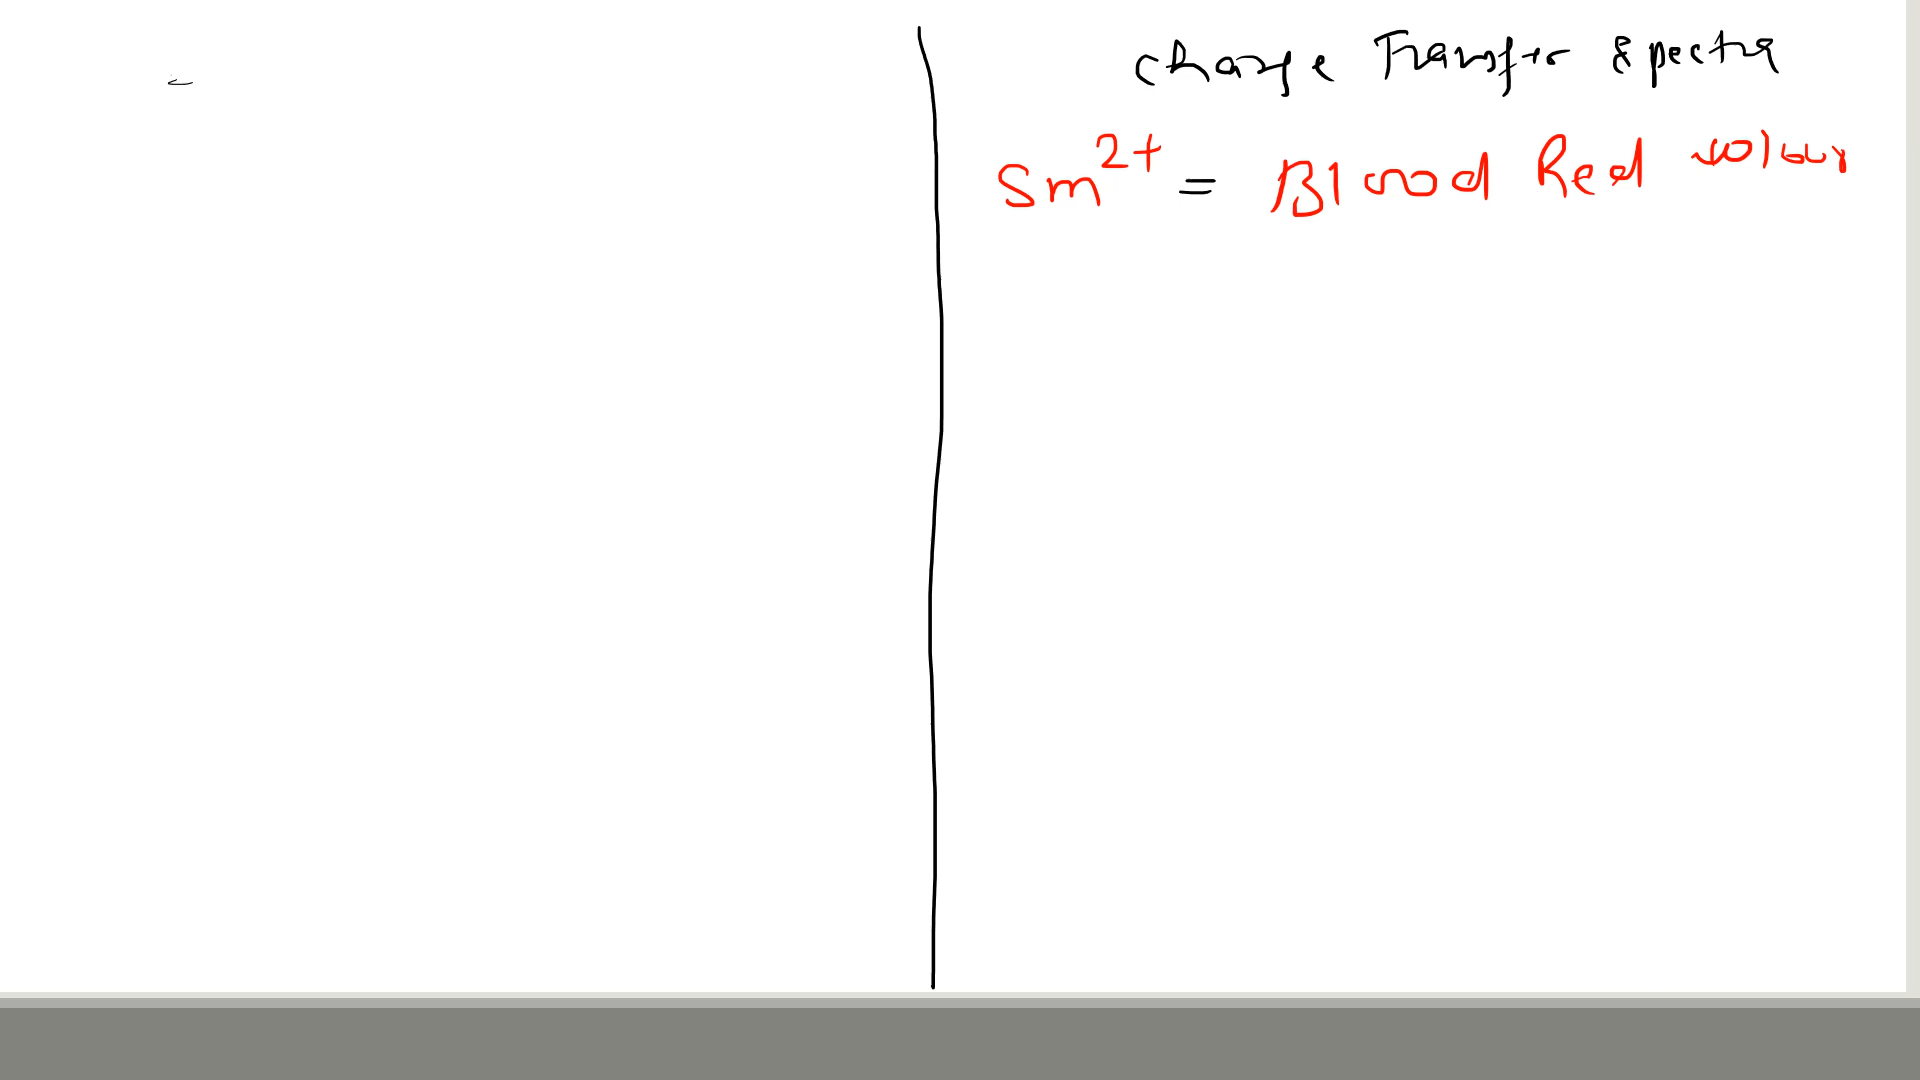 Charge Transfer Spectra
Sm²⁺ = Blood Red colour